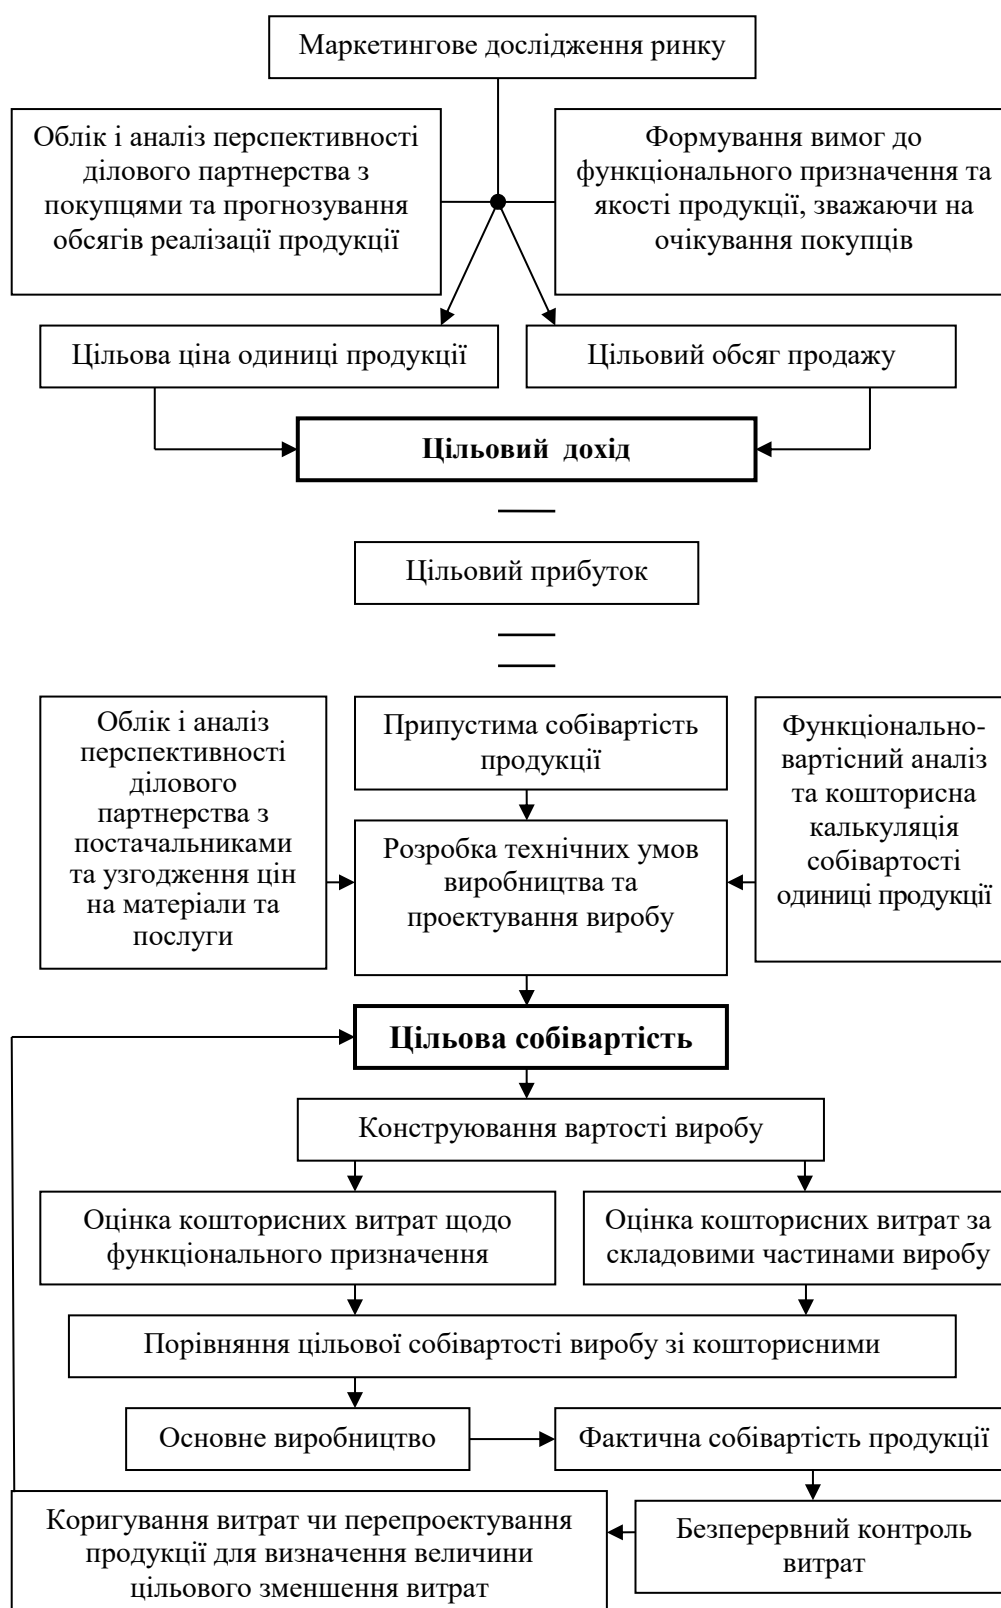 Маркетингове дослідження ринку
Облік і аналіз перспективності
ділового партнерства з
покупцями та прогнозування
обсягів реалізації продукції
Формування вимог до
функціонального призначення та
якості продукції, зважаючи на
очікування покупців
Цільова ціна одиниці продукції
Цільовий обсяг продажу
Цільовий дохід
Цільовий прибуток
Облік і аналіз
перспективності
ділового
партнерства з
постачальниками
та узгодження цін
на матеріали та
послуги
Припустима собівартість
продукції
Функціонально-
вартісний аналіз
та кошторисна
калькуляція
собівартості
одиниці продукції
Розробка технічних умов
виробництва та
проектування виробу
Цільова собівартість
Конструювання вартості виробу
Оцінка кошторисних витрат щодо
функціонального призначення
Оцінка кошторисних витрат за
складовими частинами виробу
Порівняння цільової собівартості виробу зі кошторисними
Основне виробництво
Фактична собівартість продукції
Коригування витрат чи перепроектування
продукції для визначення величини
цільового зменшення витрат
Безперервний контроль
витрат